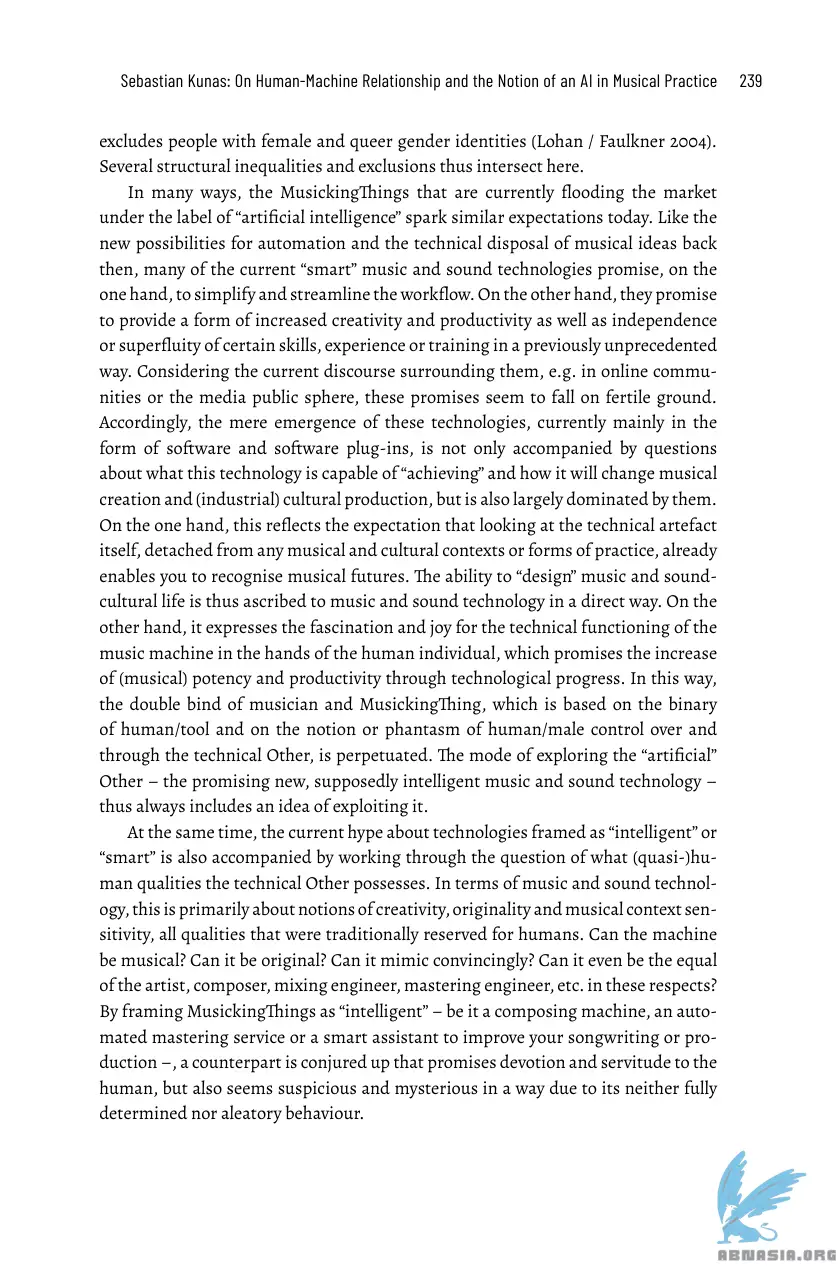 Sebastian Kunas: On Human-Machine Relationship and the Notion of an AI in Musical Practice 239
excludes people with female and queer gender identities (Lohan / Faulkner 2004).
Several structural inequalities and exclusions thus intersect here.
In many ways, the MusickingThings that are currently flooding the market
under the label of “artificial intelligence” spark similar expectations today. Like the
new possibilities for automation and the technical disposal of musical ideas back
then, many of the current “smart” music and sound technologies promise, on the
one hand, to simplify and streamline the workflow. On the other hand, they promise
to provide a form of increased creativity and productivity as well as independence
or superfluity of certain skills, experience or training in a previously unprecedented
way. Considering the current discourse surrounding them, e.g. in online commu-
nities or the media public sphere, these promises seem to fall on fertile ground.
Accordingly, the mere emergence of these technologies, currently mainly in the
form of software and software plug-ins, is not only accompanied by questions
about what this technology is capable of “achieving” and how it will change musical
creation and (industrial) cultural production, but is also largely dominated by them.
On the one hand, this reflects the expectation that looking at the technical artefact
itself, detached from any musical and cultural contexts or forms of practice, already
enables you to recognise musical futures. The ability to “design” music and sound-
cultural life is thus ascribed to music and sound technology in a direct way. On the
other hand, it expresses the fascination and joy for the technical functioning of the
music machine in the hands of the human individual, which promises the increase
of (musical) potency and productivity through technological progress. In this way,
the double bind of musician and MusickingThing, which is based on the binary
of human/tool and on the notion or phantasm of human/male control over and
through the technical Other, is perpetuated. The mode of exploring the “artificial”
Other – the promising new, supposedly intelligent music and sound technology –
thus always includes an idea of exploiting it.
At the same time, the current hype about technologies framed as “intelligent” or
“smart” is also accompanied by working through the question of what (quasi-)hu-
man qualities the technical Other possesses. In terms of music and sound technol-
ogy, this is primarily about notions of creativity, originality and musical context sen-
sitivity, all qualities that were traditionally reserved for humans. Can the machine
be musical? Can it be original? Can it mimic convincingly? Can it even be the equal
of the artist, composer, mixing engineer, mastering engineer, etc. in these respects?
By framing MusickingThings as “intelligent” – be it a composing machine, an auto-
mated mastering service or a smart assistant to improve your songwriting or pro-
duction –, a counterpart is conjured up that promises devotion and servitude to the
human, but also seems suspicious and mysterious in a way due to its neither fully
determined nor aleatory behaviour.
ABNASIA.ORG